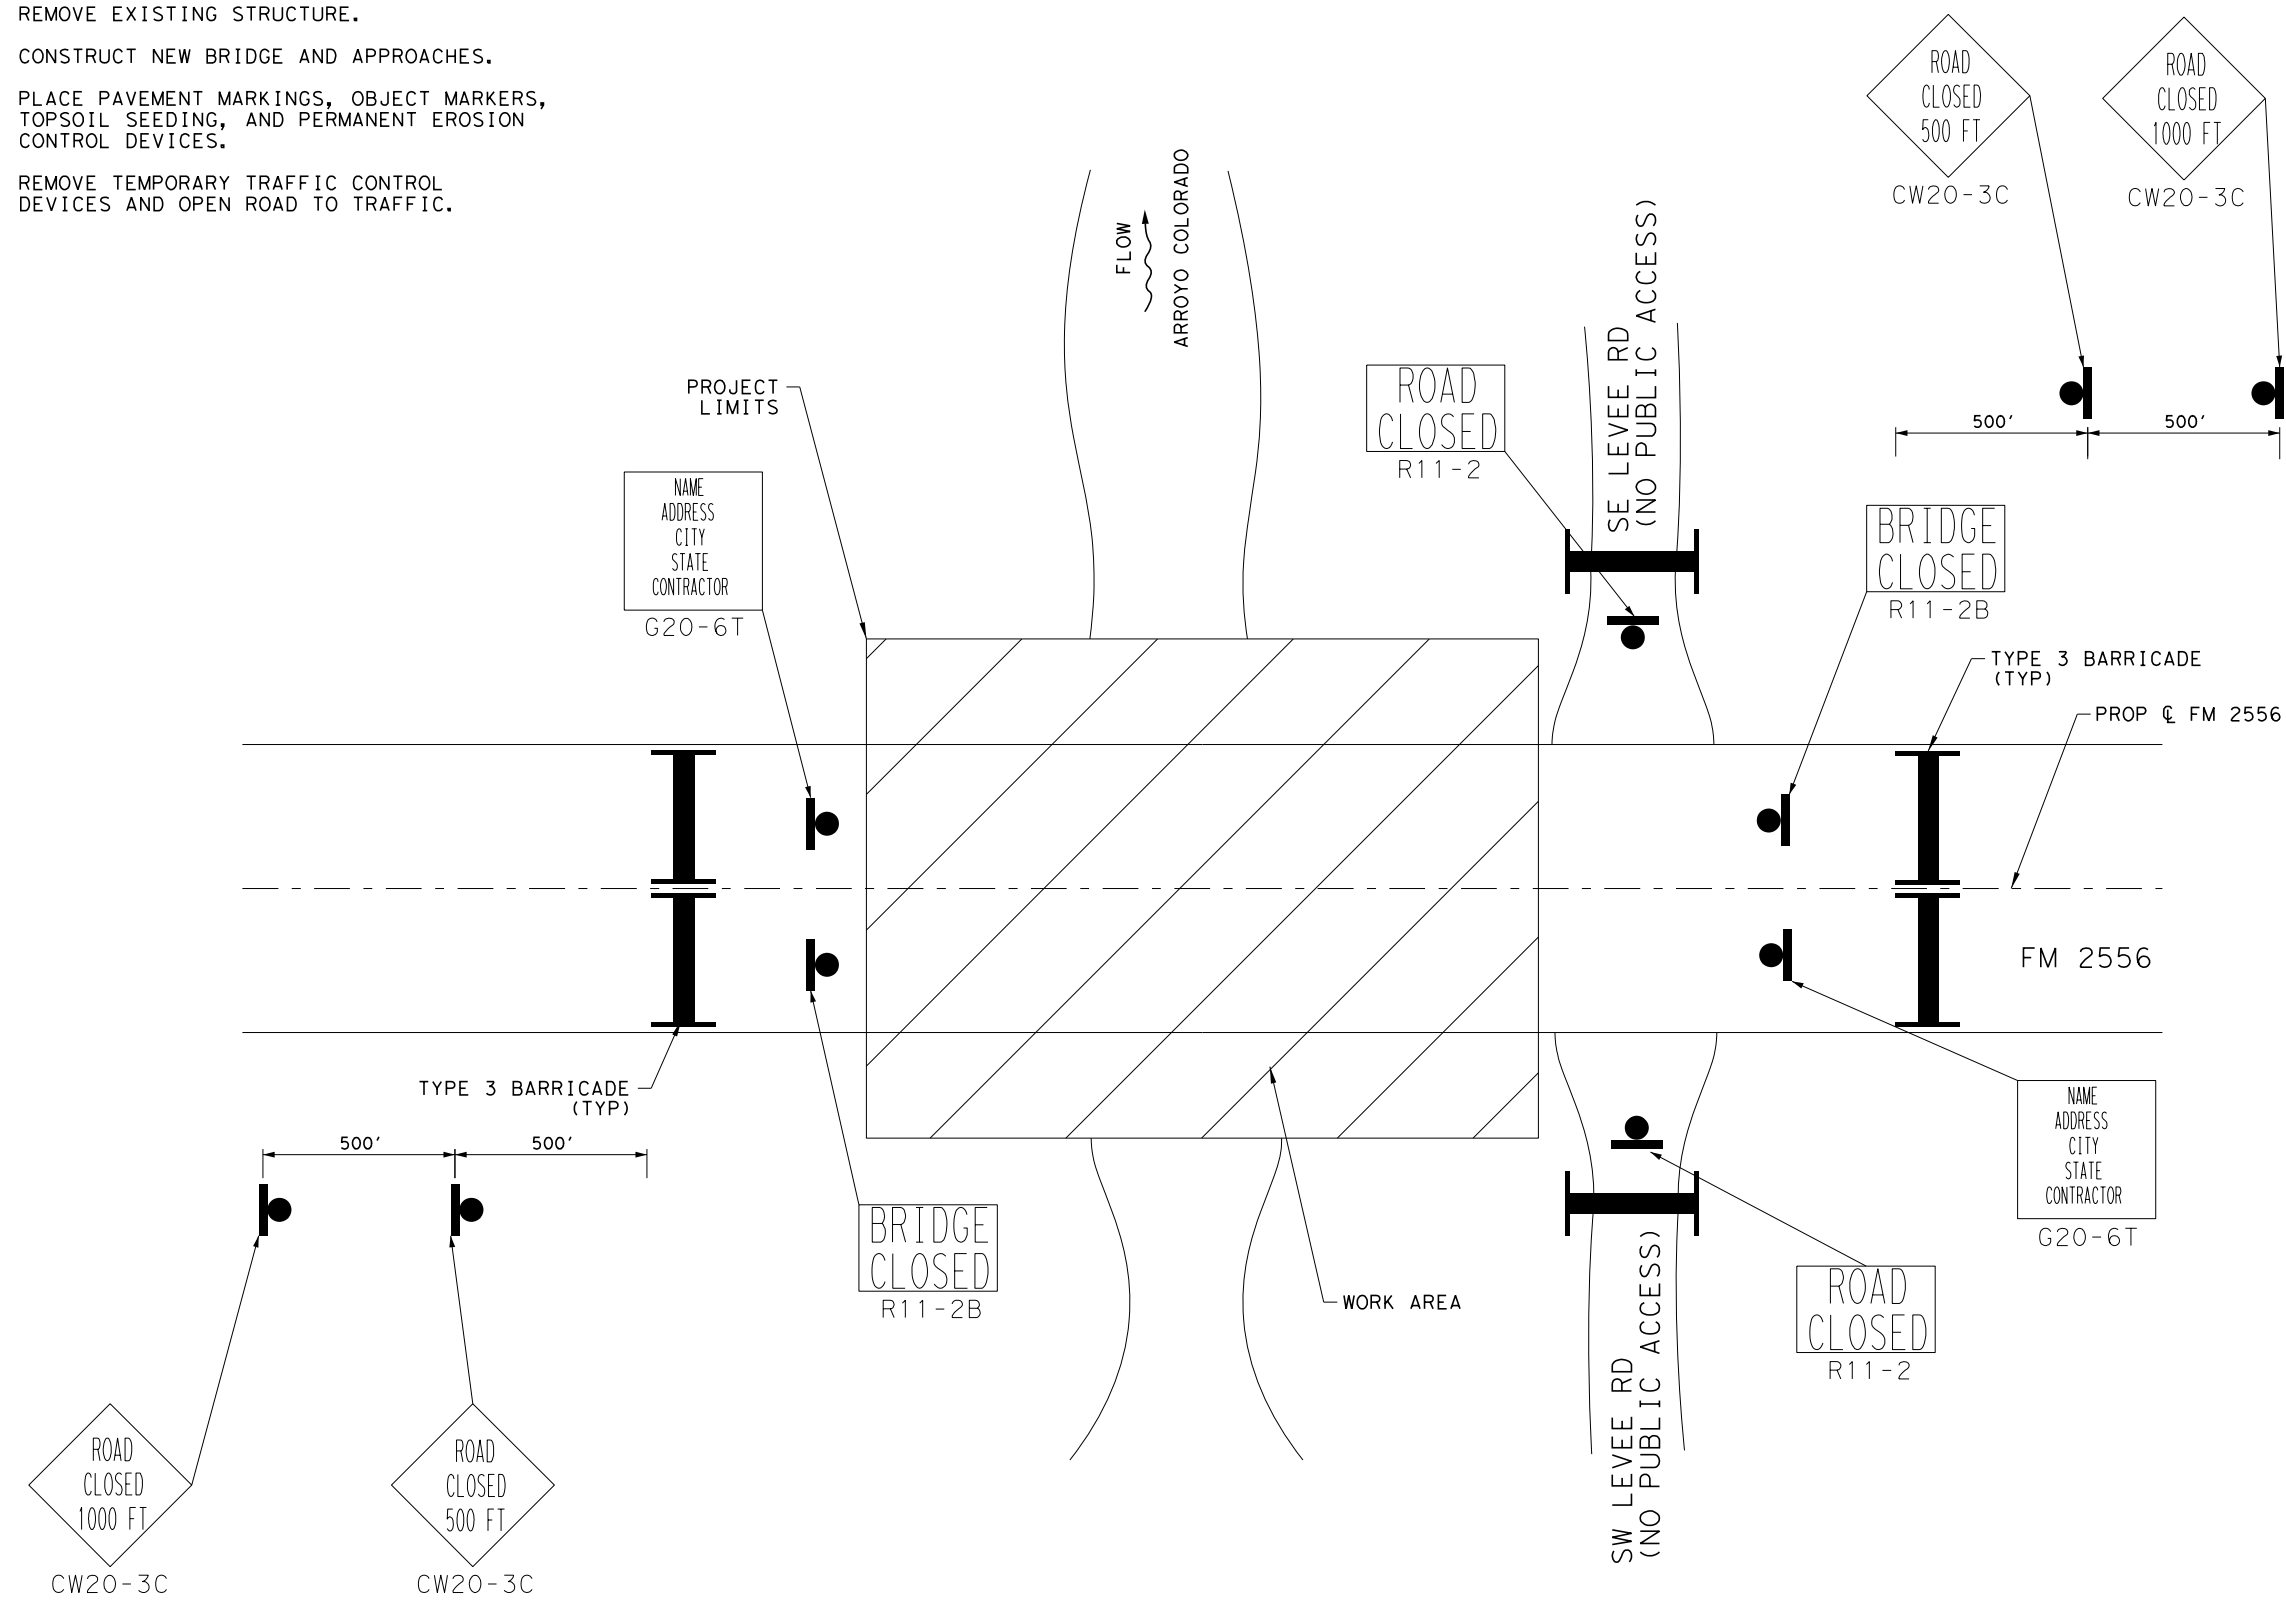 REMOVE EXISTING STRUCTURE.
CONSTRUCT NEW BRIDGE AND APPROACHES.
PLACE PAVEMENT MARKINGS, OBJECT MARKERS,
TOPSOIL SEEDING, AND PERMANENT EROSION
CONTROL DEVICES.
REMOVE TEMPORARY TRAFFIC CONTROL
DEVICES AND OPEN ROAD TO TRAFFIC.
ROAD
CLOSED
500 FT
CW20-3C
ROAD
CLOSED
1000 FT
CW20-3C
FLOW
ARROYO COLORADO
SE LEVEE RD
(NO PUBLIC ACCESS)
PROJECT
LIMITS
ROAD
CLOSED
R11-2
500'
500'
NAME
ADDRESS
CITY
STATE
CONTRACTOR
G20-6T
BRIDGE
CLOSED
R11-2B
TYPE 3 BARRICADE
(TYP)
PROP ℄ FM 2556
FM 2556
TYPE 3 BARRICADE
(TYP)
500'
500'
NAME
ADDRESS
CITY
STATE
CONTRACTOR
G20-6T
BRIDGE
CLOSED
R11-2B
WORK AREA
ROAD
CLOSED
R11-2
SW LEVEE RD
(NO PUBLIC ACCESS)
ROAD
CLOSED
1000 FT
CW20-3C
ROAD
CLOSED
500 FT
CW20-3C